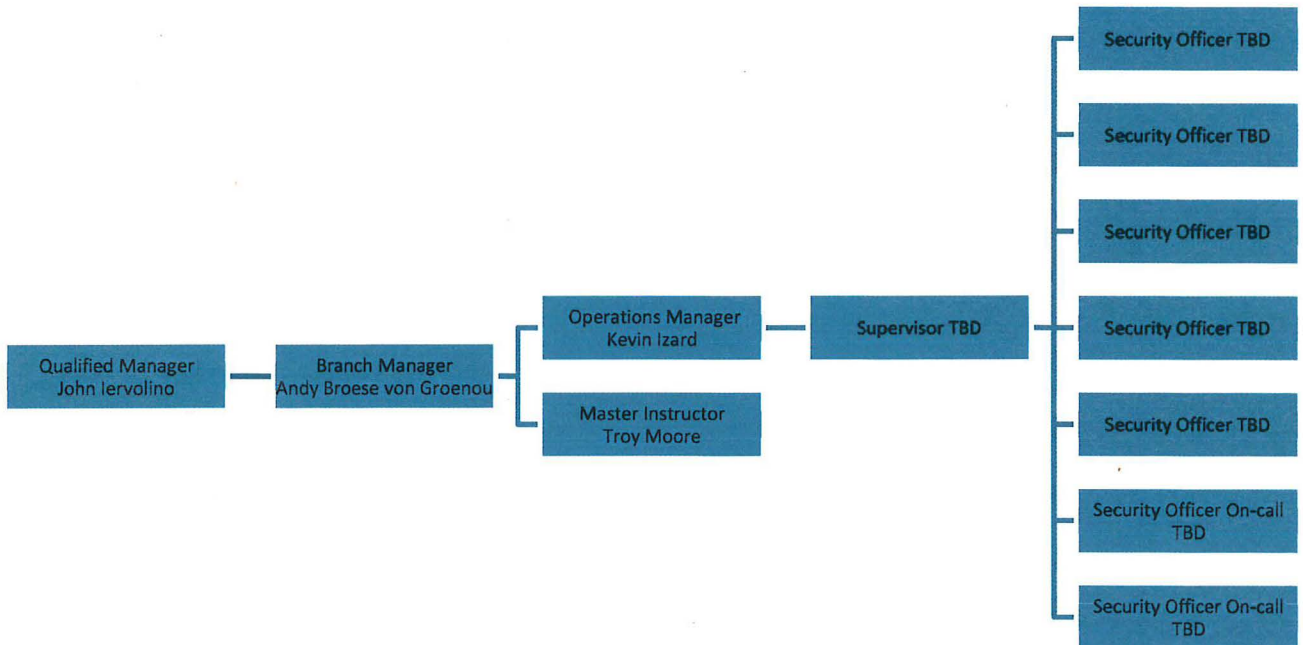 Qualified Manager
John Iervolino
Branch Manager
Andy Broese von Groenou
Operations Manager
Kevin Izard
Master Instructor
Troy Moore
Supervisor TBD
Security Officer TBD
Security Officer TBD
Security Officer TBD
Security Officer TBD
Security Officer TBD
Security Officer On-call
TBD
Security Officer On-call
TBD